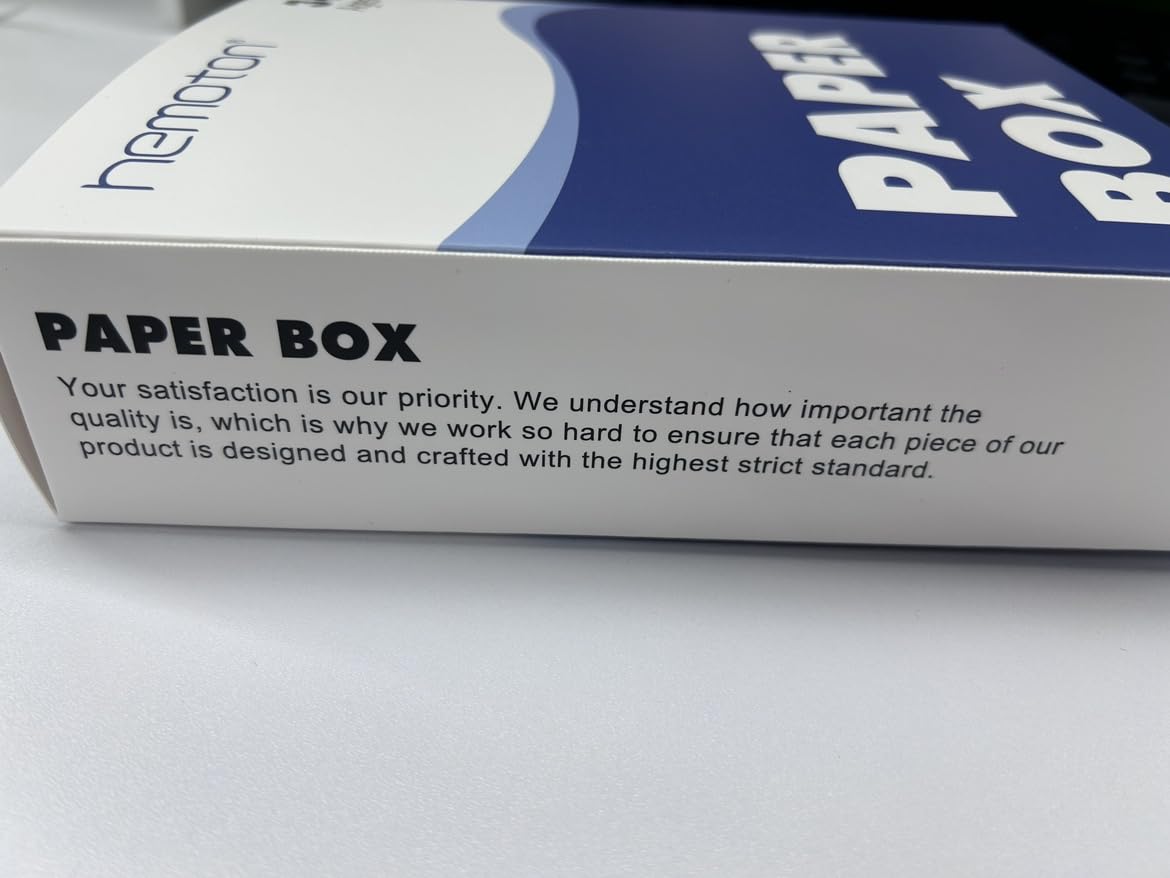 hemoton®
PAPER
BOX
PAPER BOX
Your satisfaction is our priority. We understand how important the
quality is, which is why we work so hard to ensure that each piece of our
product is designed and crafted with the highest strict standard.